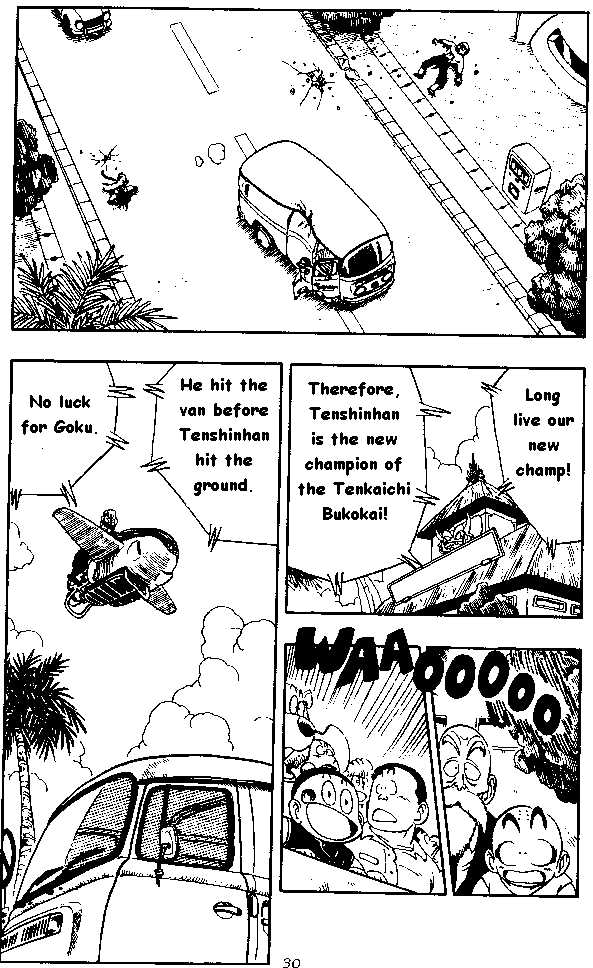 Long
live our
new
champ!
Therefore,
Tenshinhan
is the new
champion of
the Tenkaichi
Bukokai!
WAAOOOOO
He hit the
van before
Tenshinhan
hit the
ground.
No luck
for Goku.
30